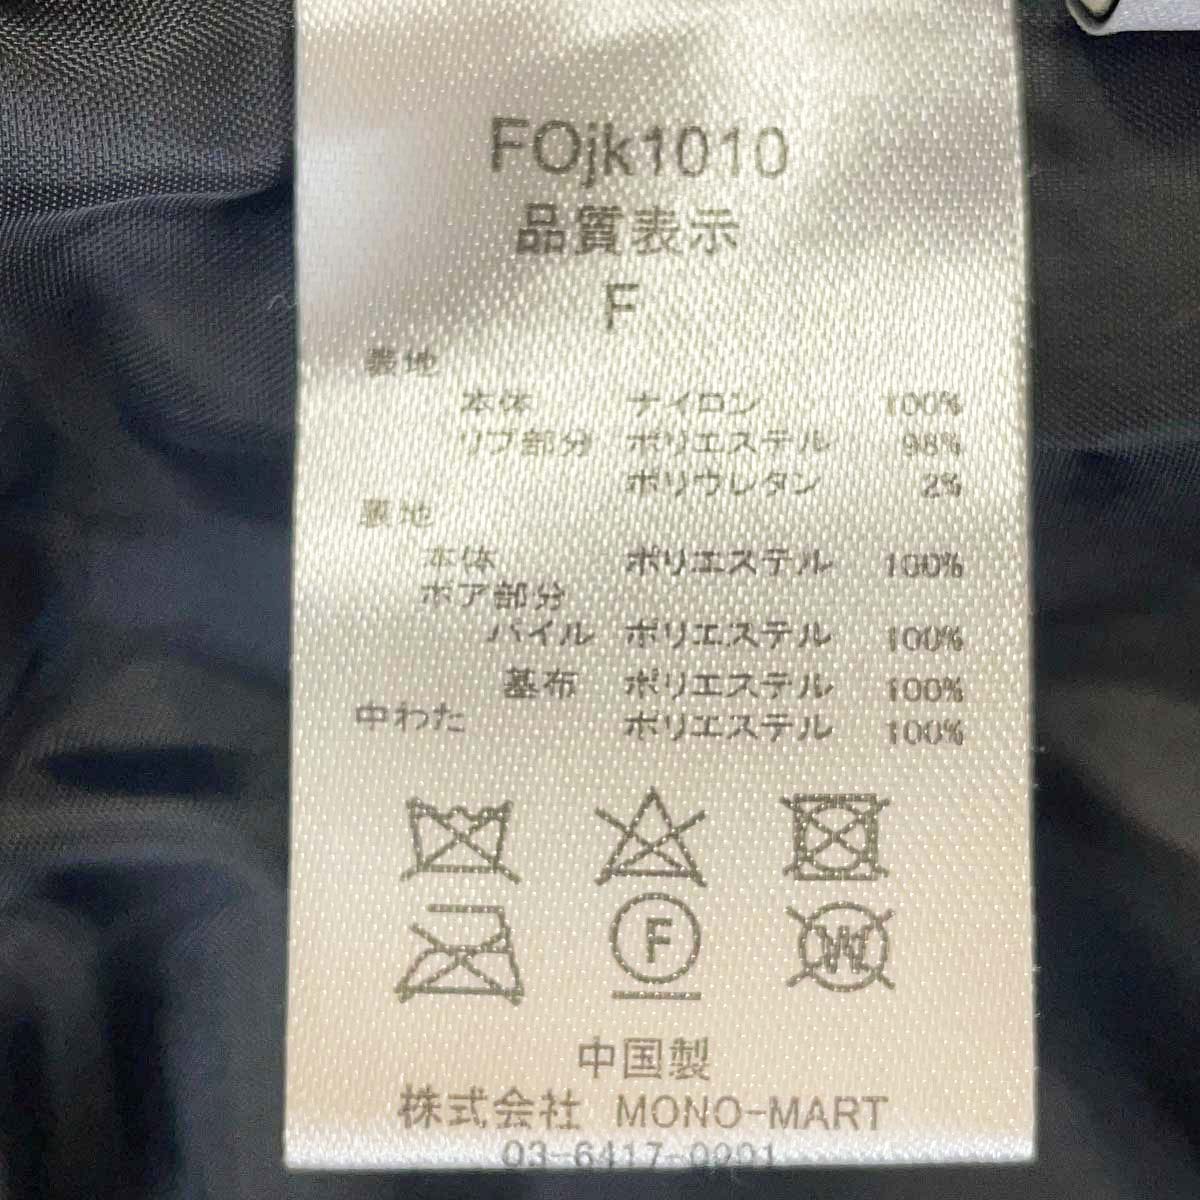 FOjk1010
品質表示
F
表地
本体 ナイロン 100%
リブ部分 ポリエステル 98%
ポリウレタン 2%
裏地
本体 ポリエステル 100%
ボア部分
パイル ポリエステル 100%
基布 ポリエステル 100%
中わた ポリエステル 100%
F W
中国製
株式会社 MONO-MART
03-6417-0901